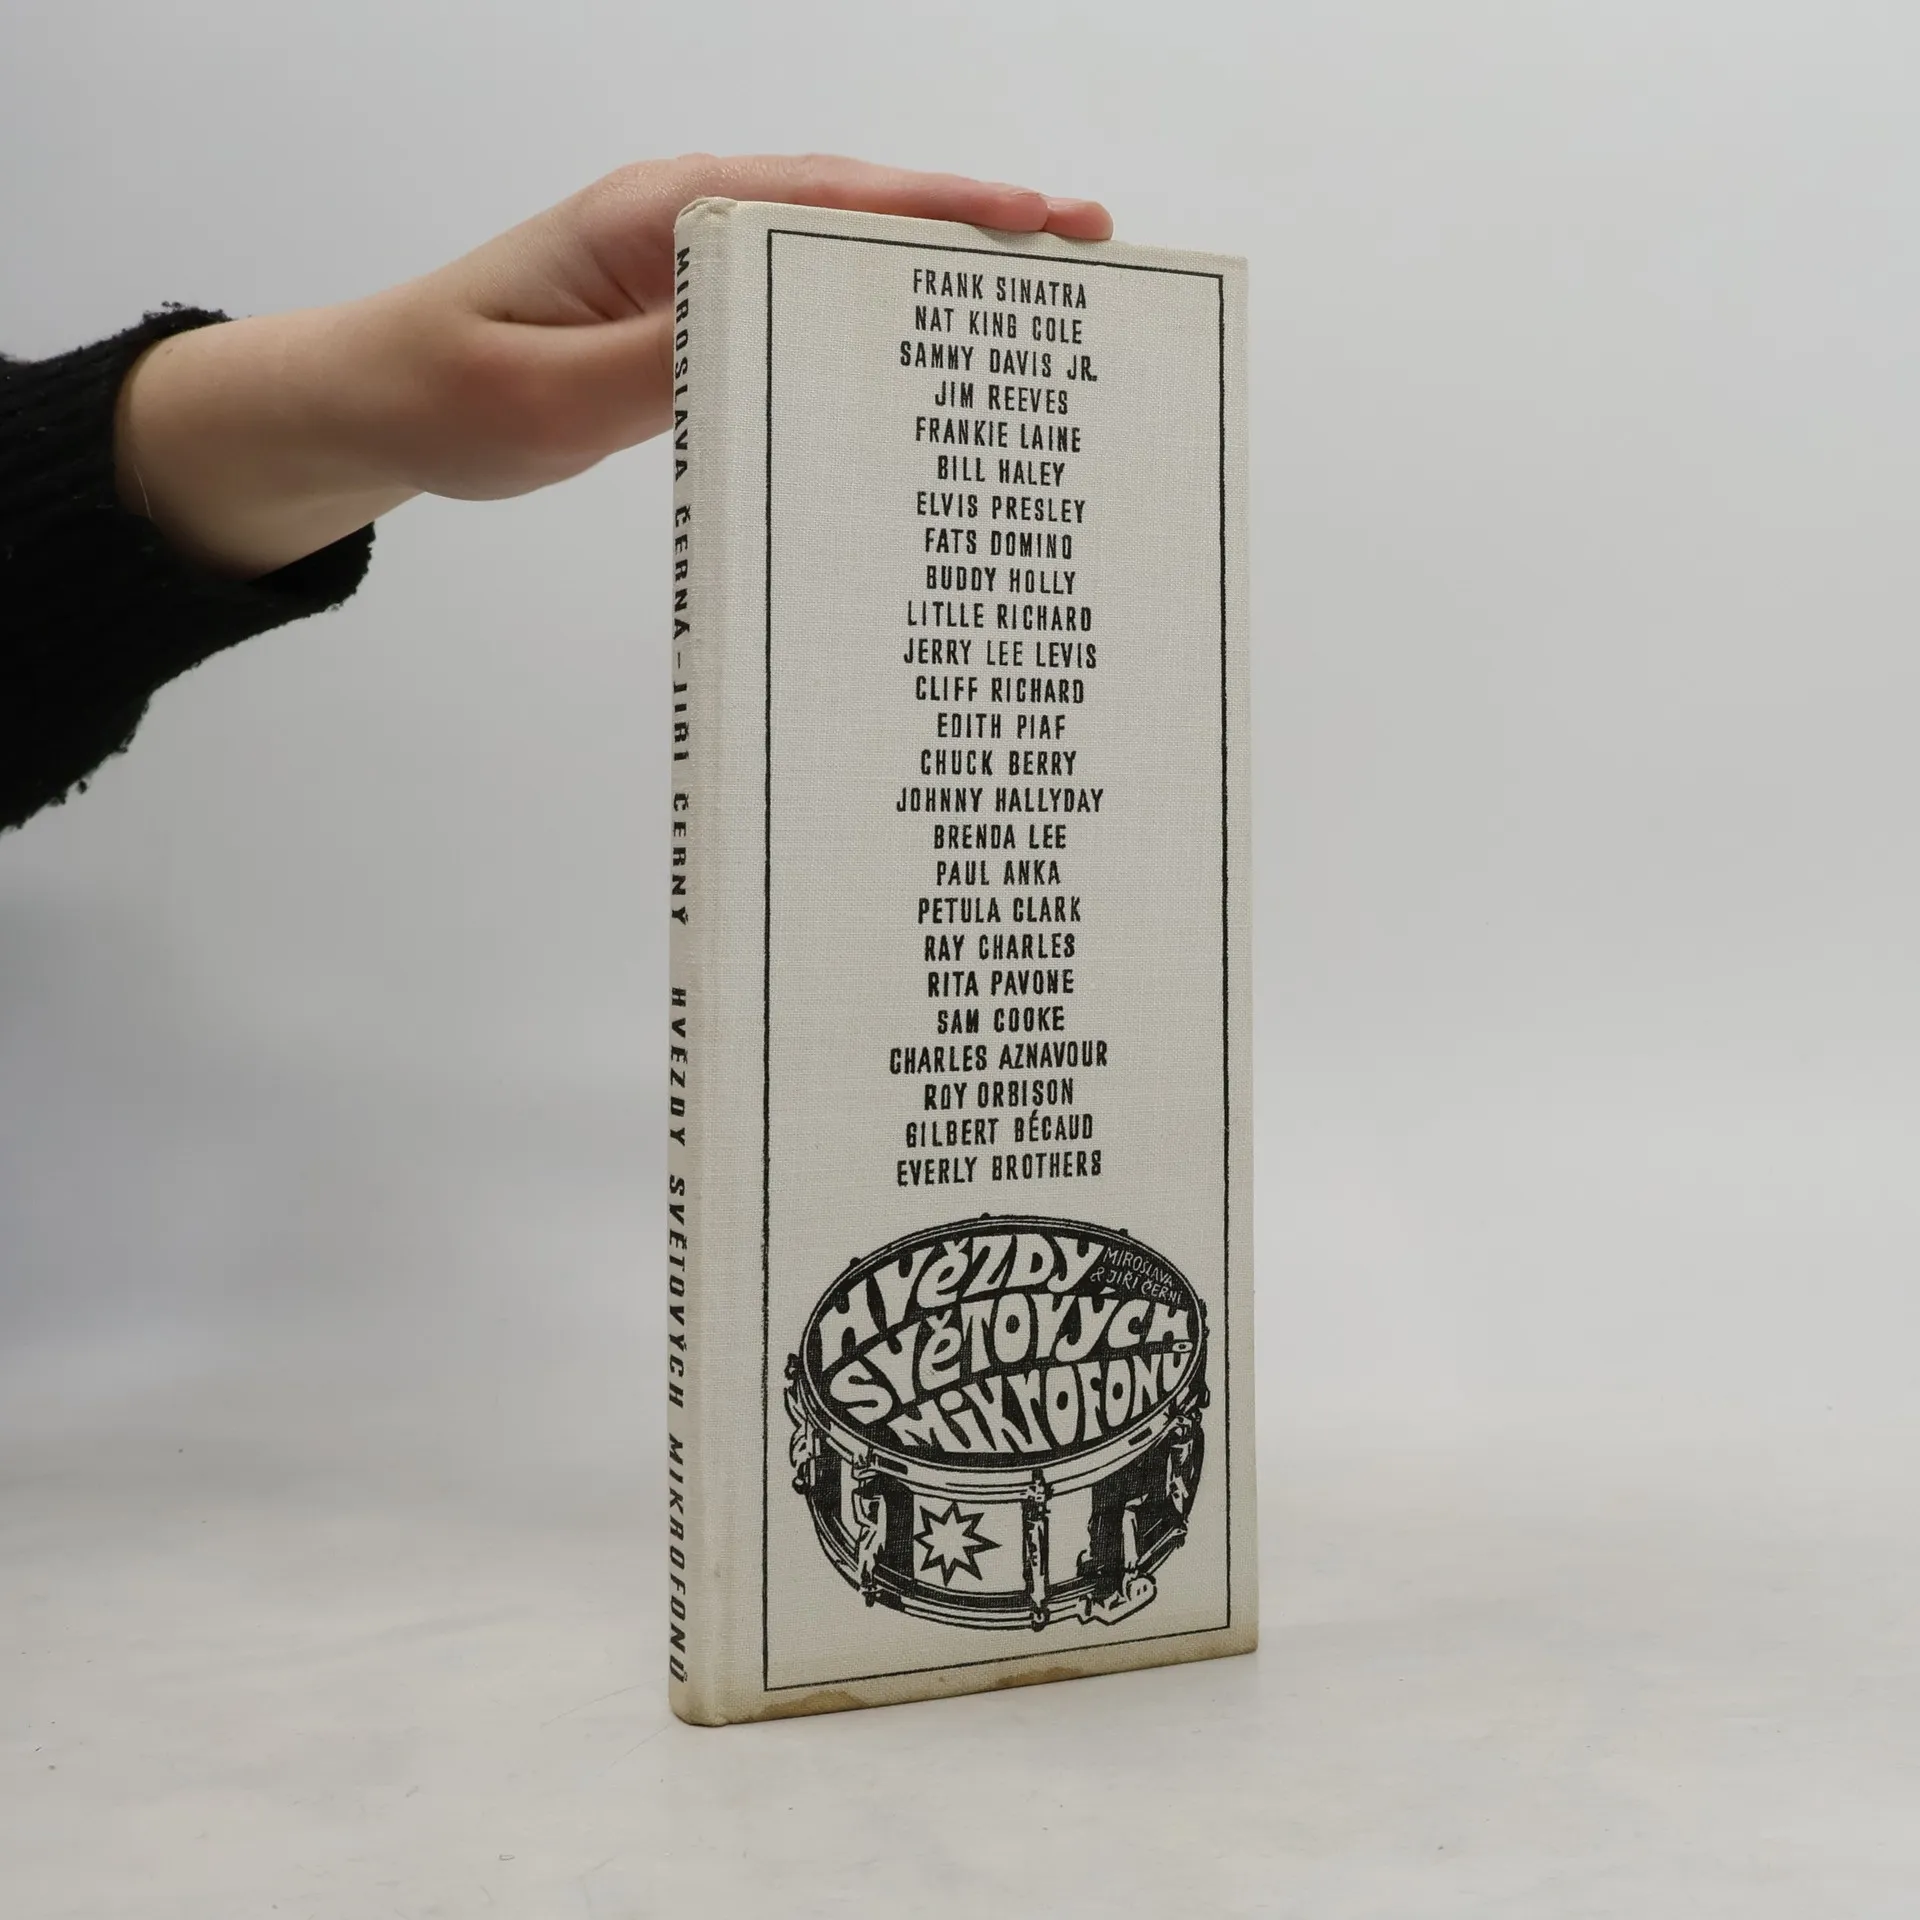 MIROSLAVA ČERNÁ – JIŘÍ ČERNÝ HVĚZDY SVĚTOVÝCH MIKROFONŮ
FRANK SINATRA
NAT KING COLE
SAMMY DAVIS JR.
JIM REEVES
FRANKIE LAINE
BILL HALEY
ELVIS PRESLEY
FATS DOMINO
BUDDY HOLLY
LITLLE RICHARD
JERRY LEE LEVIS
CLIFF RICHARD
EDITH PIAF
CHUCK BERRY
JOHNNY HALLYDAY
BRENDA LEE
PAUL ANKA
PETULA CLARK
RAY CHARLES
RITA PAVONE
SAM COOKE
CHARLES AZNAVOUR
ROY ORBISON
GILBERT BÉCAUD
EVERLY BROTHERS
HVěZDY
MIROSLAVA
& JIŘÍ ČERNÍ
SVěTOVÝCH
MiKROFONŮ